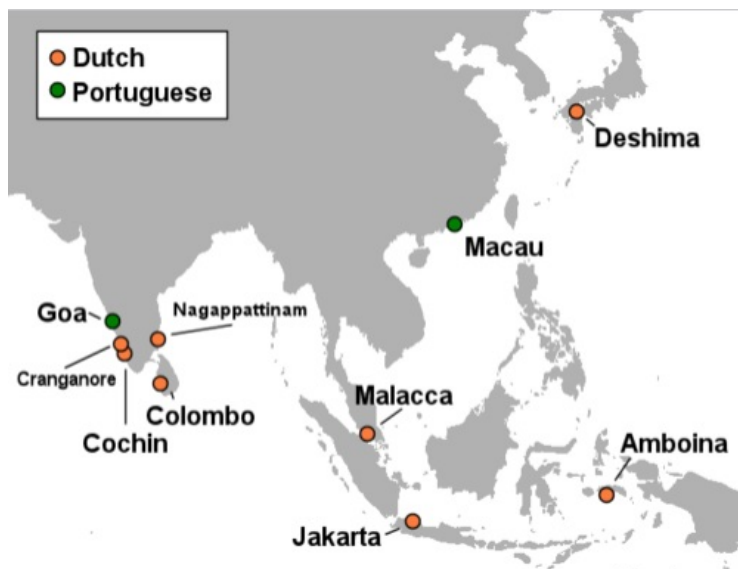 Dutch
Portuguese
Deshima
Macau
Goa
Nagappattinam
Cranganore
Colombo
Cochin
Malacca
Amboina
Jakarta